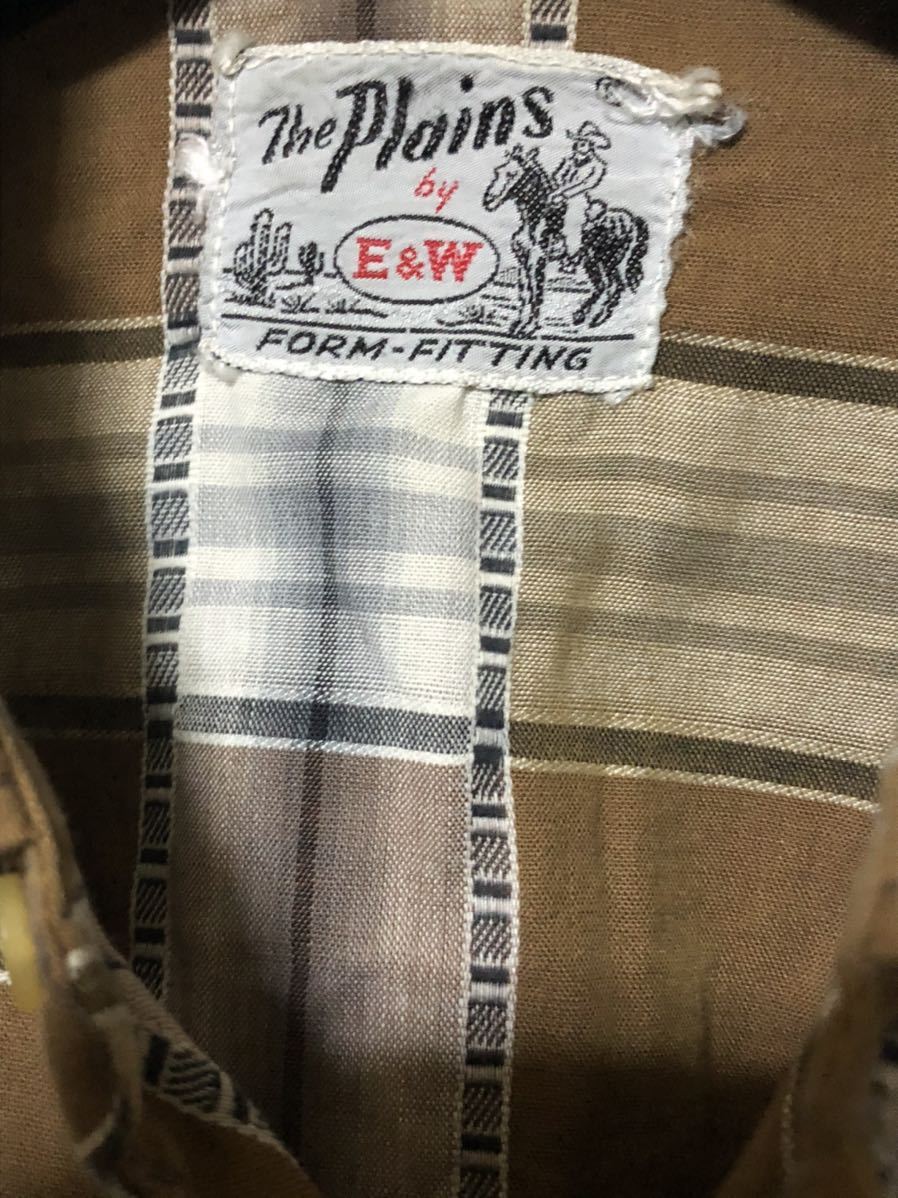 The Plains
by
E&W
FORM-FITTING